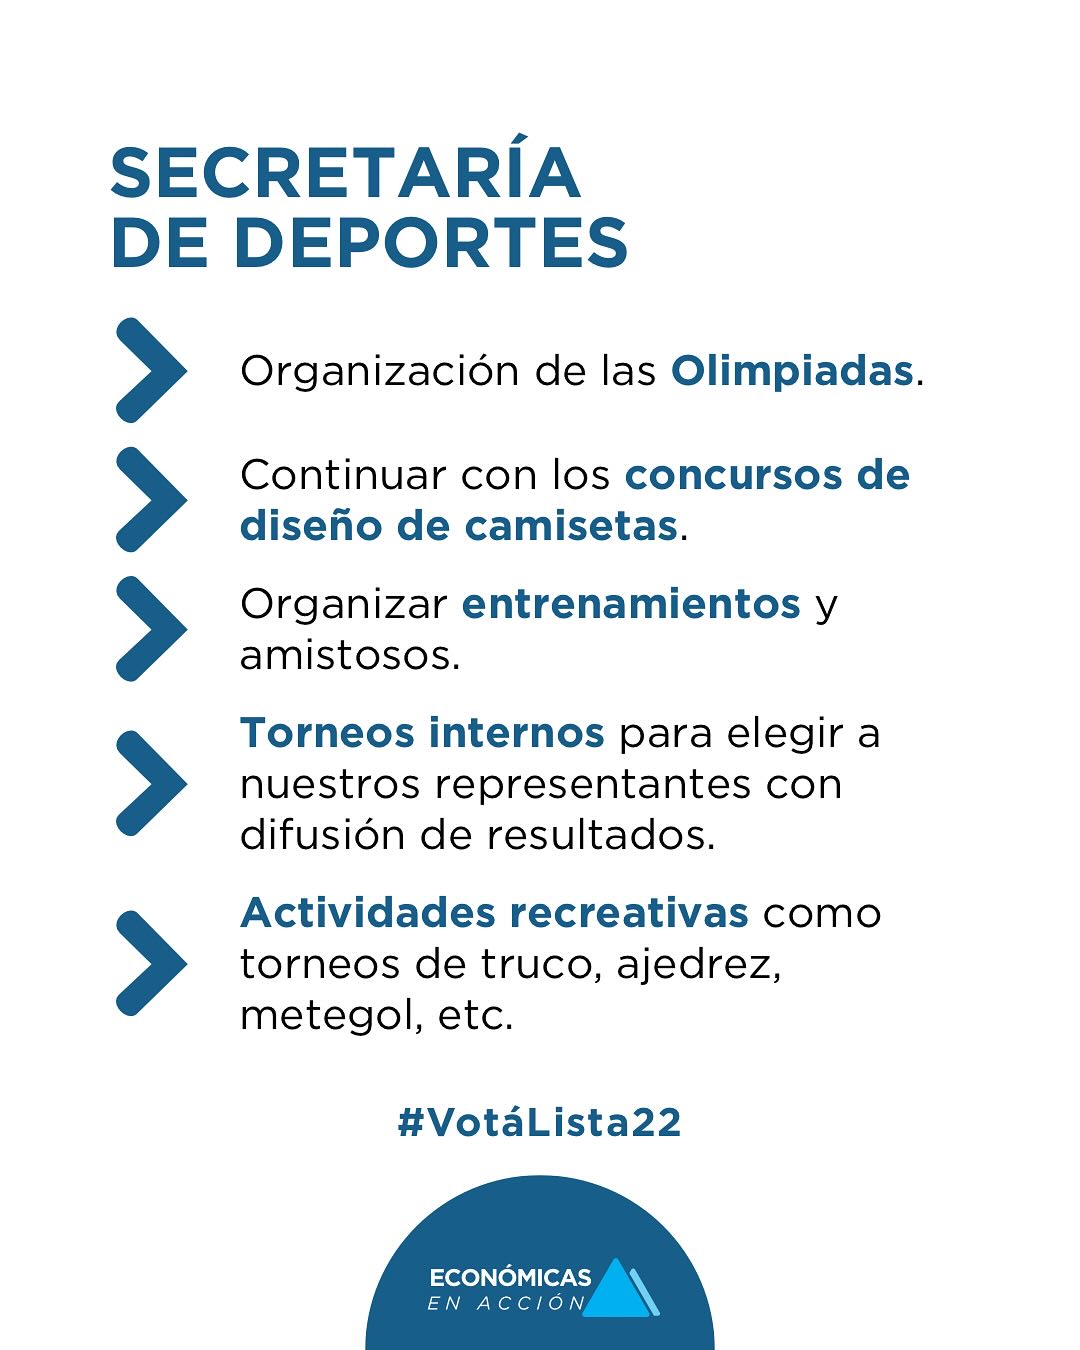 SECRETARÍA
DE DEPORTES
Organización de las Olimpiadas.
Continuar con los concursos de
diseño de camisetas.
Organizar entrenamientos y
amistosos.
Torneos internos para elegir a
nuestros representantes con
difusión de resultados.
Actividades recreativas como
torneos de truco, ajedrez,
metegol, etc.
#VotáLista22
ECONÓMICAS
EN ACCIÓN